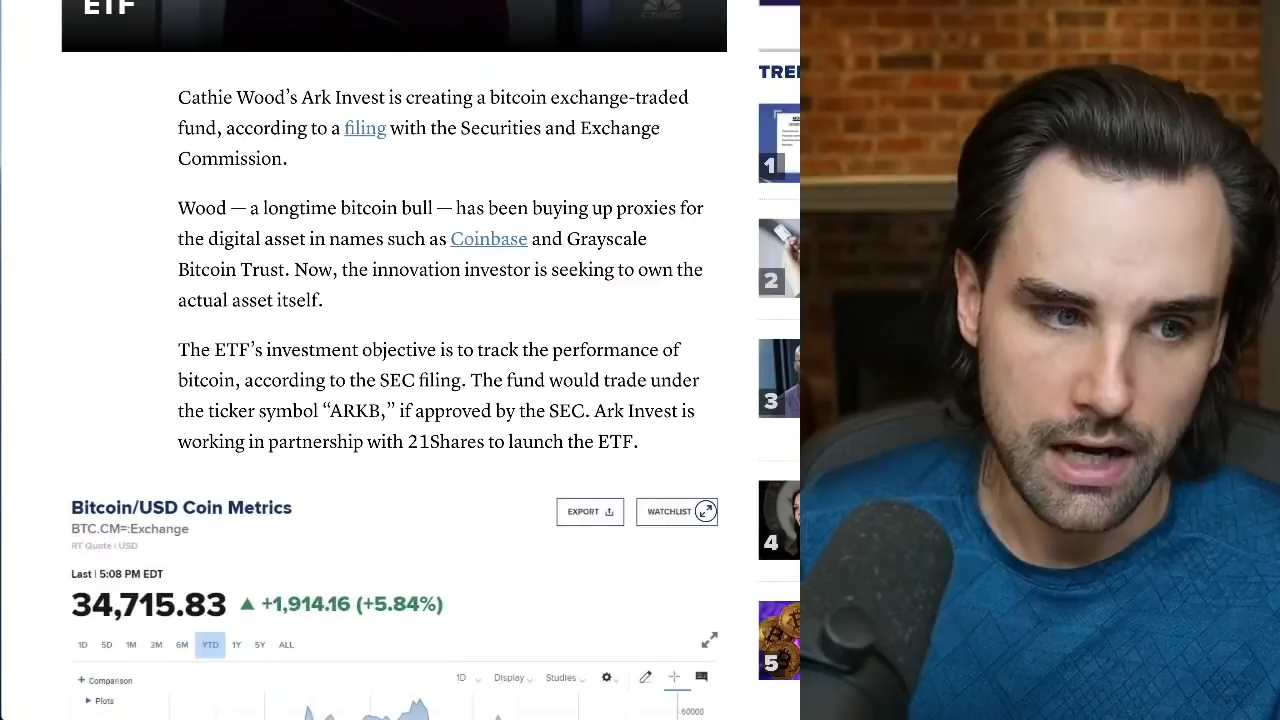 ETF
CNBC
Cathie Wood’s Ark Invest is creating a bitcoin exchange-traded
fund, according to a filing with the Securities and Exchange
Commission.
Wood — a longtime bitcoin bull — has been buying up proxies for
the digital asset in names such as Coinbase and Grayscale
Bitcoin Trust. Now, the innovation investor is seeking to own the
actual asset itself.
The ETF’s investment objective is to track the performance of
bitcoin, according to the SEC filing. The fund would trade under
the ticker symbol “ARKB,” if approved by the SEC. Ark Invest is
working in partnership with 21Shares to launch the ETF.
Bitcoin/USD Coin Metrics
BTC.CM=:Exchange
RT Quote | USD
EXPORT
WATCHLIST
Last | 5:08 PM EDT
34,715.83 +1,914.16 (+5.84%)
1D 5D 1M 3M 6M YTD 1Y 5Y ALL
+ Comparison 1D Display Studies
Plots
60000
TRE
1
2
3
4
5